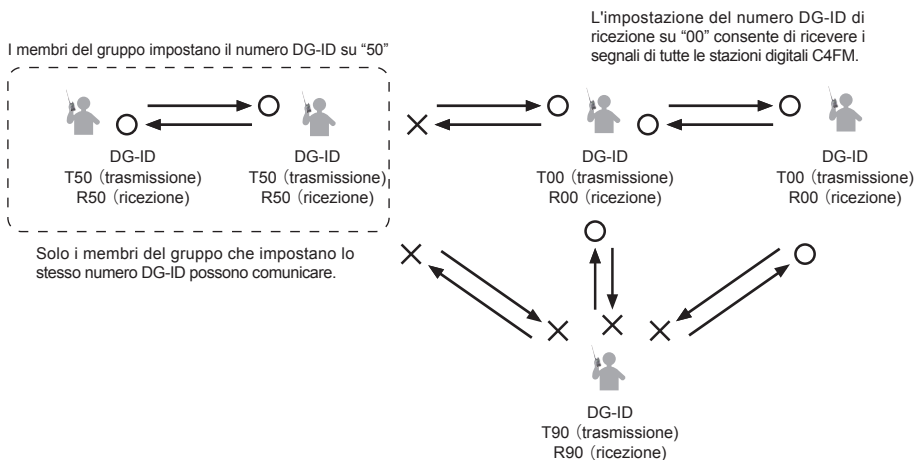 L'impostazione del numero DG-ID di
ricezione su “00” consente di ricevere i
segnali di tutte le stazioni digitali C4FM.
I membri del gruppo impostano il numero DG-ID su “50”
DG-ID
T50 (trasmissione)
R50 (ricezione)
DG-ID
T50 (trasmissione)
R50 (ricezione)
DG-ID
T00 (trasmissione)
R00 (ricezione)
DG-ID
T00 (trasmissione)
R00 (ricezione)
Solo i membri del gruppo che impostano lo
stesso numero DG-ID possono comunicare.
DG-ID
T90 (trasmissione)
R90 (ricezione)